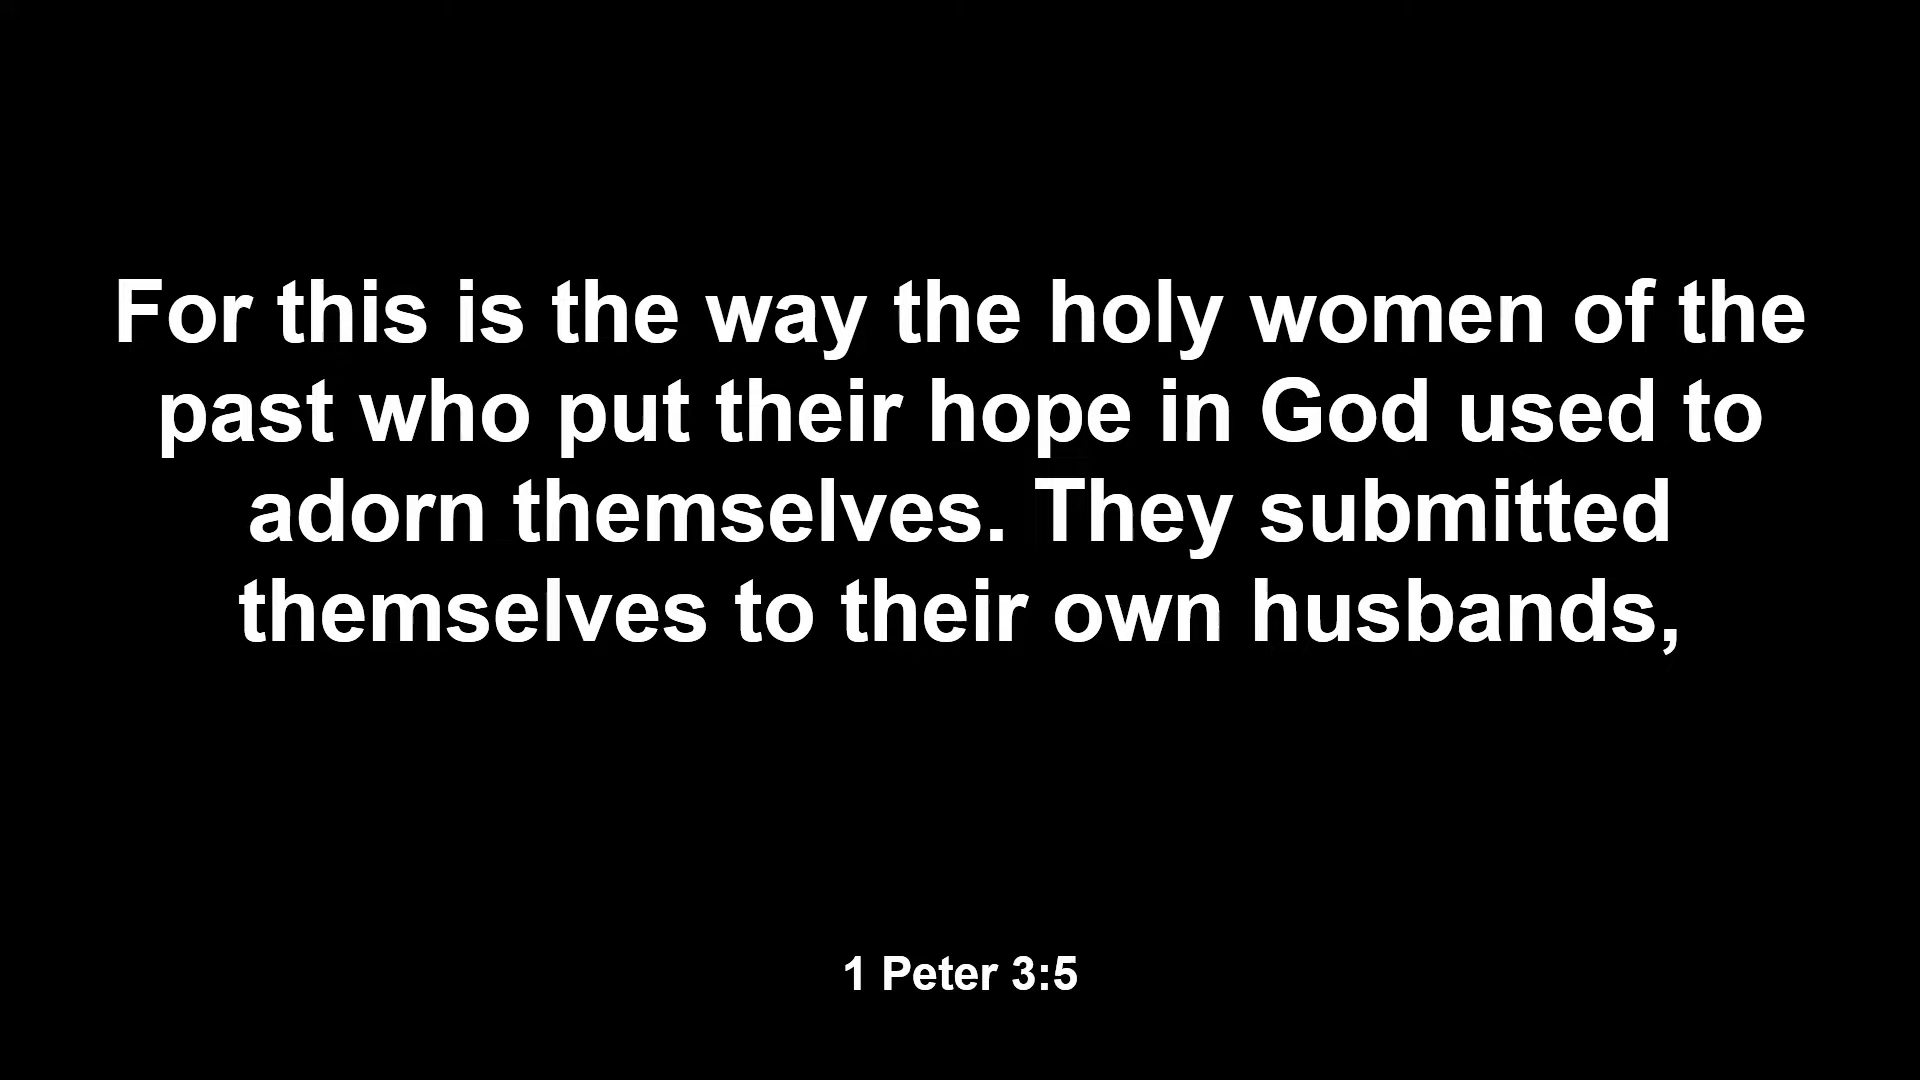 For this is the way the holy women of the
past who put their hope in God used to
adorn themselves. They submitted
themselves to their own husbands,
1 Peter 3:5